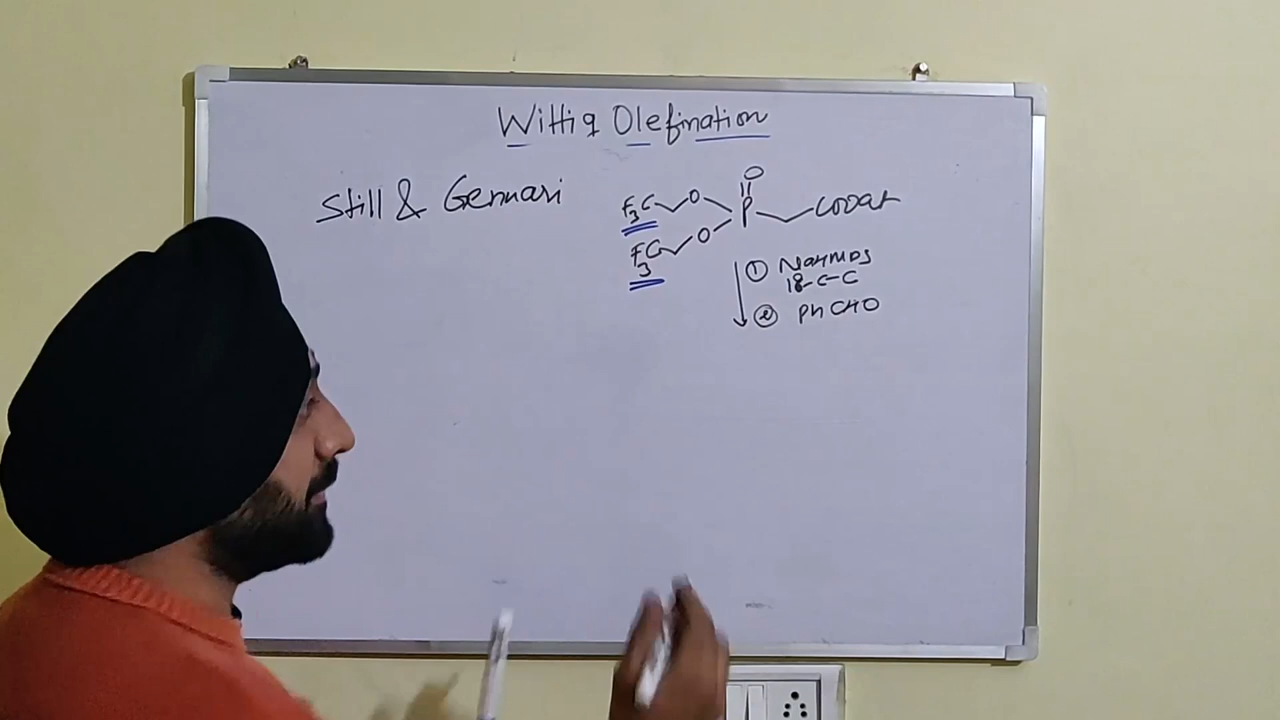 Wittig Olefination
Still & Gennari
O
F3C O P COOEt
F3C O
① NaHMDS
18-C-C
② PhCHO